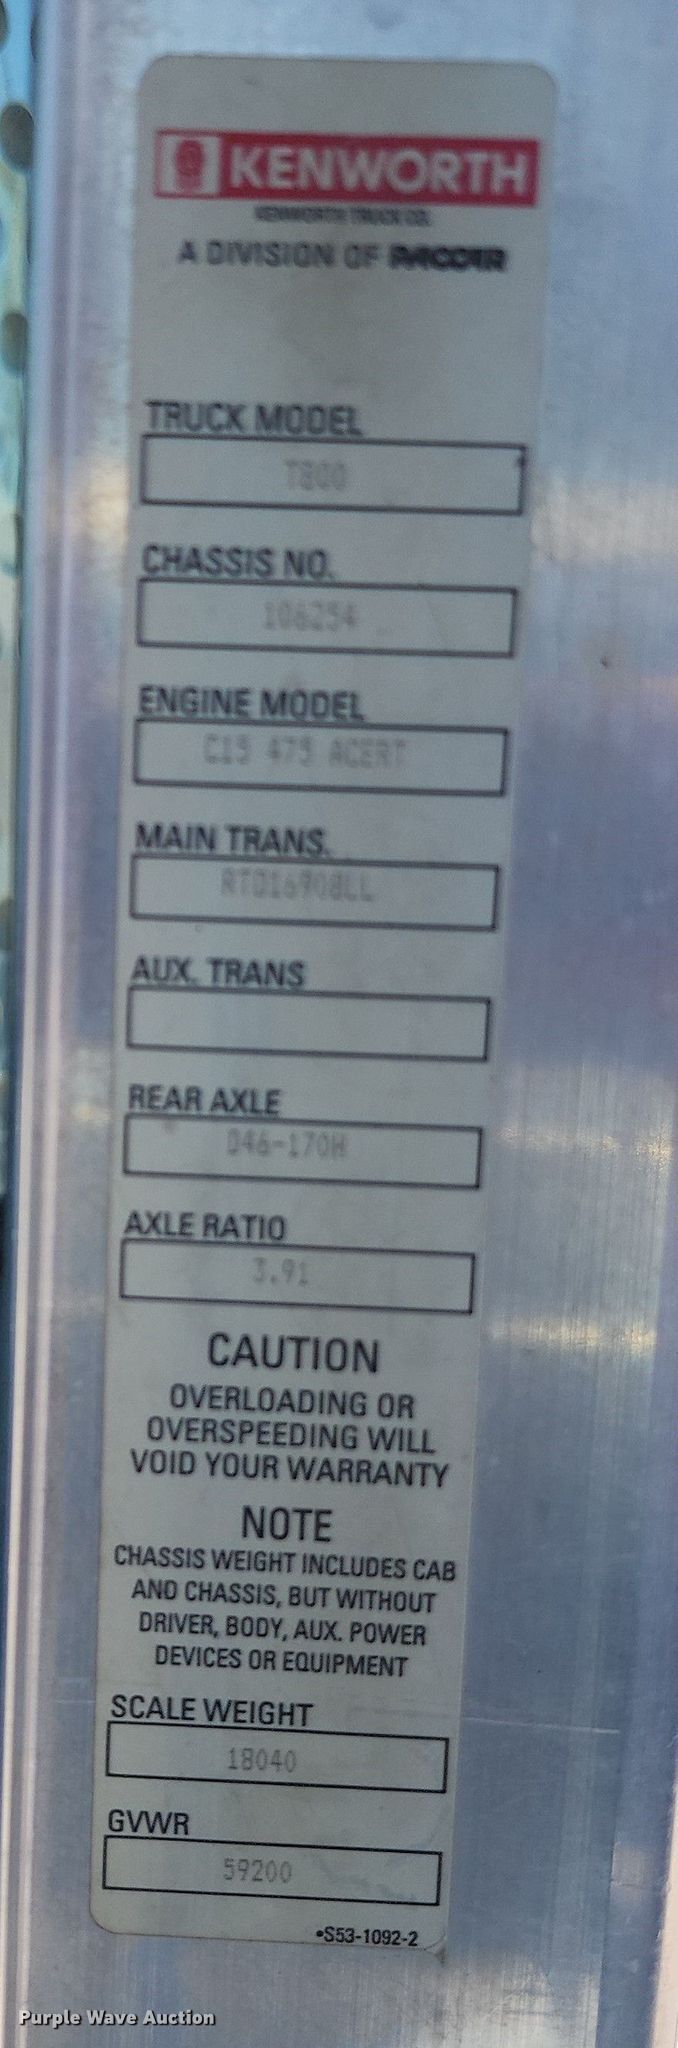 KENWORTH
KENWORTH TRUCK CO.
A DIVISION OF PACCAR
TRUCK MODEL
T800
CHASSIS NO.
106254
ENGINE MODEL
C15 475 ACERT
MAIN TRANS.
RTO16908LL
AUX. TRANS
REAR AXLE
D46-170H
AXLE RATIO
3.91
CAUTION
OVERLOADING OR
OVERSPEEDING WILL
VOID YOUR WARRANTY
NOTE
CHASSIS WEIGHT INCLUDES CAB
AND CHASSIS, BUT WITHOUT
DRIVER, BODY, AUX. POWER
DEVICES OR EQUIPMENT
SCALE WEIGHT
18040
GVWR
59200
•S53-1092-2
Purple Wave Auction